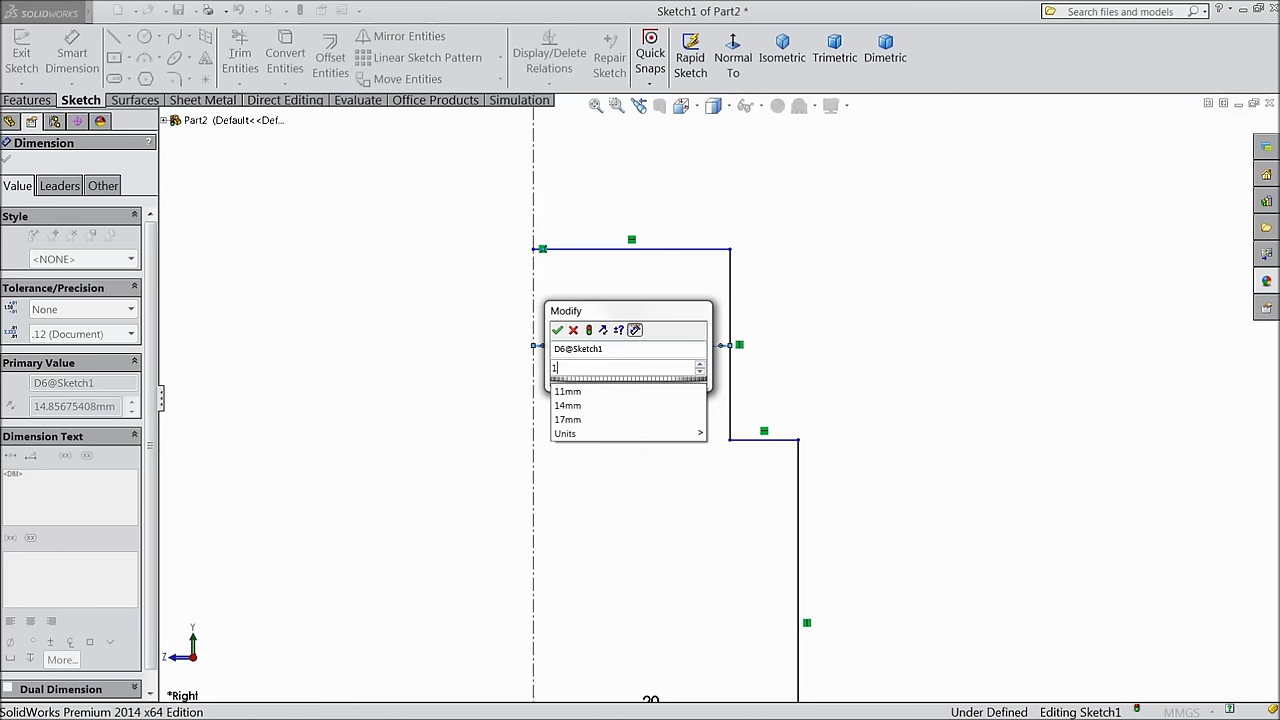 SOLIDWORKS
Sketch1 of Part2 *
Search files and models
Exit Sketch
Smart Dimension
Trim Entities
Convert Entities
Offset Entities
Mirror Entities
Linear Sketch Pattern
Move Entities
Display/Delete Relations
Repair Sketch
Quick Snaps
Rapid Sketch
Normal To
Isometric
Trimetric
Dimetric
Features
Sketch
Surfaces
Sheet Metal
Direct Editing
Evaluate
Office Products
Simulation
Part2 (Default<<Def...
Dimension
?
Value
Leaders
Other
Style
<NONE>
Tolerance/Precision
None
.12 (Document)
Primary Value
D6@Sketch1
14.85675408mm
Dimension Text
<DIM>
More...
Dual Dimension
Modify
D6@Sketch1
1
11mm
14mm
17mm
Units >
Y
Z
*Right
SolidWorks Premium 2014 x64 Edition
Under Defined
Editing Sketch1
MMGS